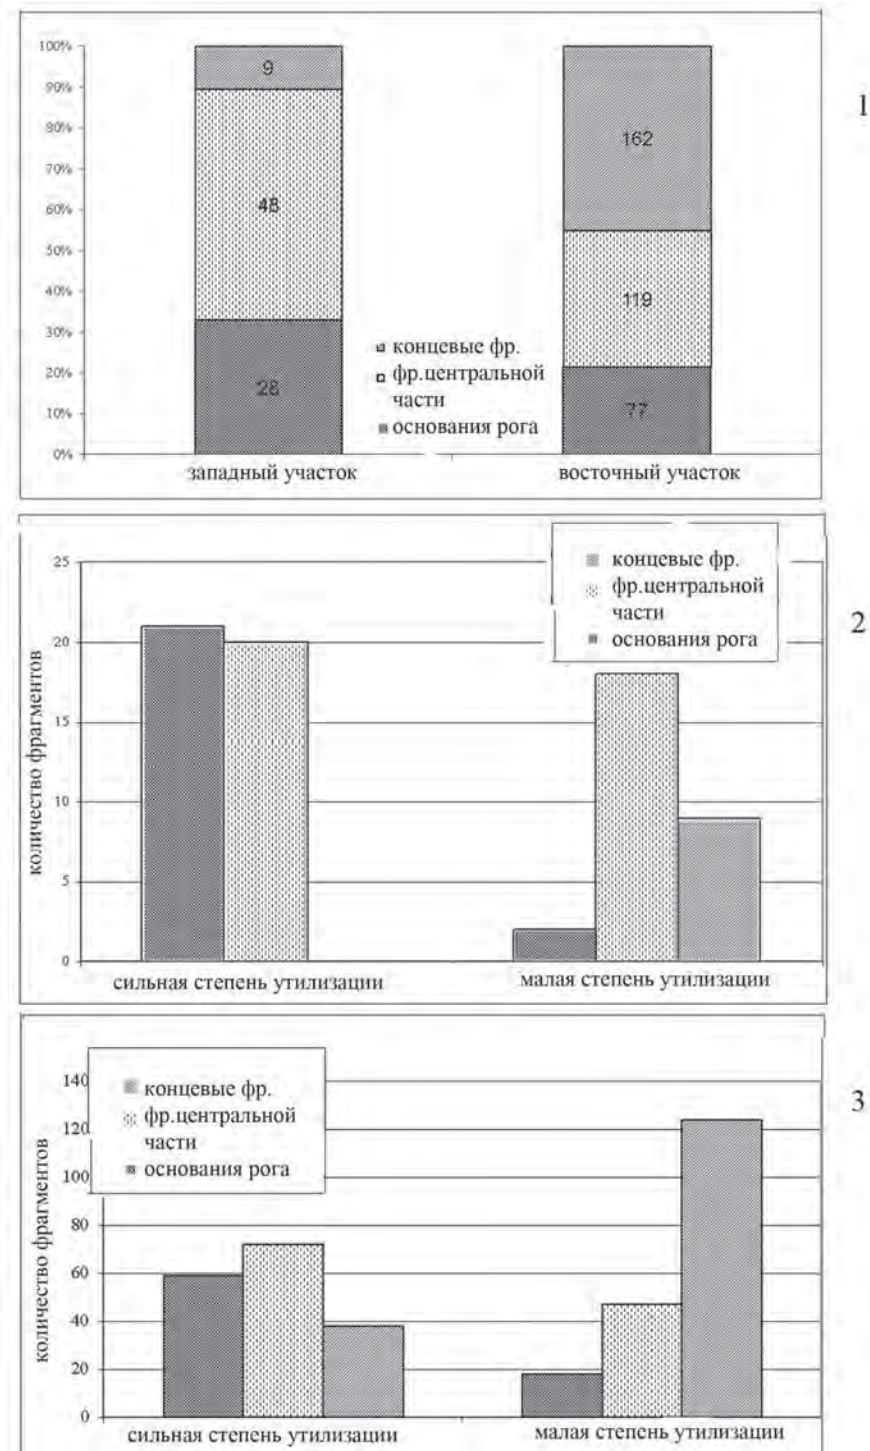 100%
90%
80%
70%
60%
50%
40%
30%
20%
10%
0%
9
48
28
162
119
77
концевые фр.
фр.центральной
части
основания рога
западный участок
восточный участок
1
25
20
15
10
5
0
количество фрагментов
концевые фр.
фр.центральной
части
основания рога
сильная степень утилизации
малая степень утилизации
2
140
120
100
80
60
40
20
0
количество фрагментов
концевые фр.
фр.центральной
части
основания рога
сильная степень утилизации
малая степень утилизации
3